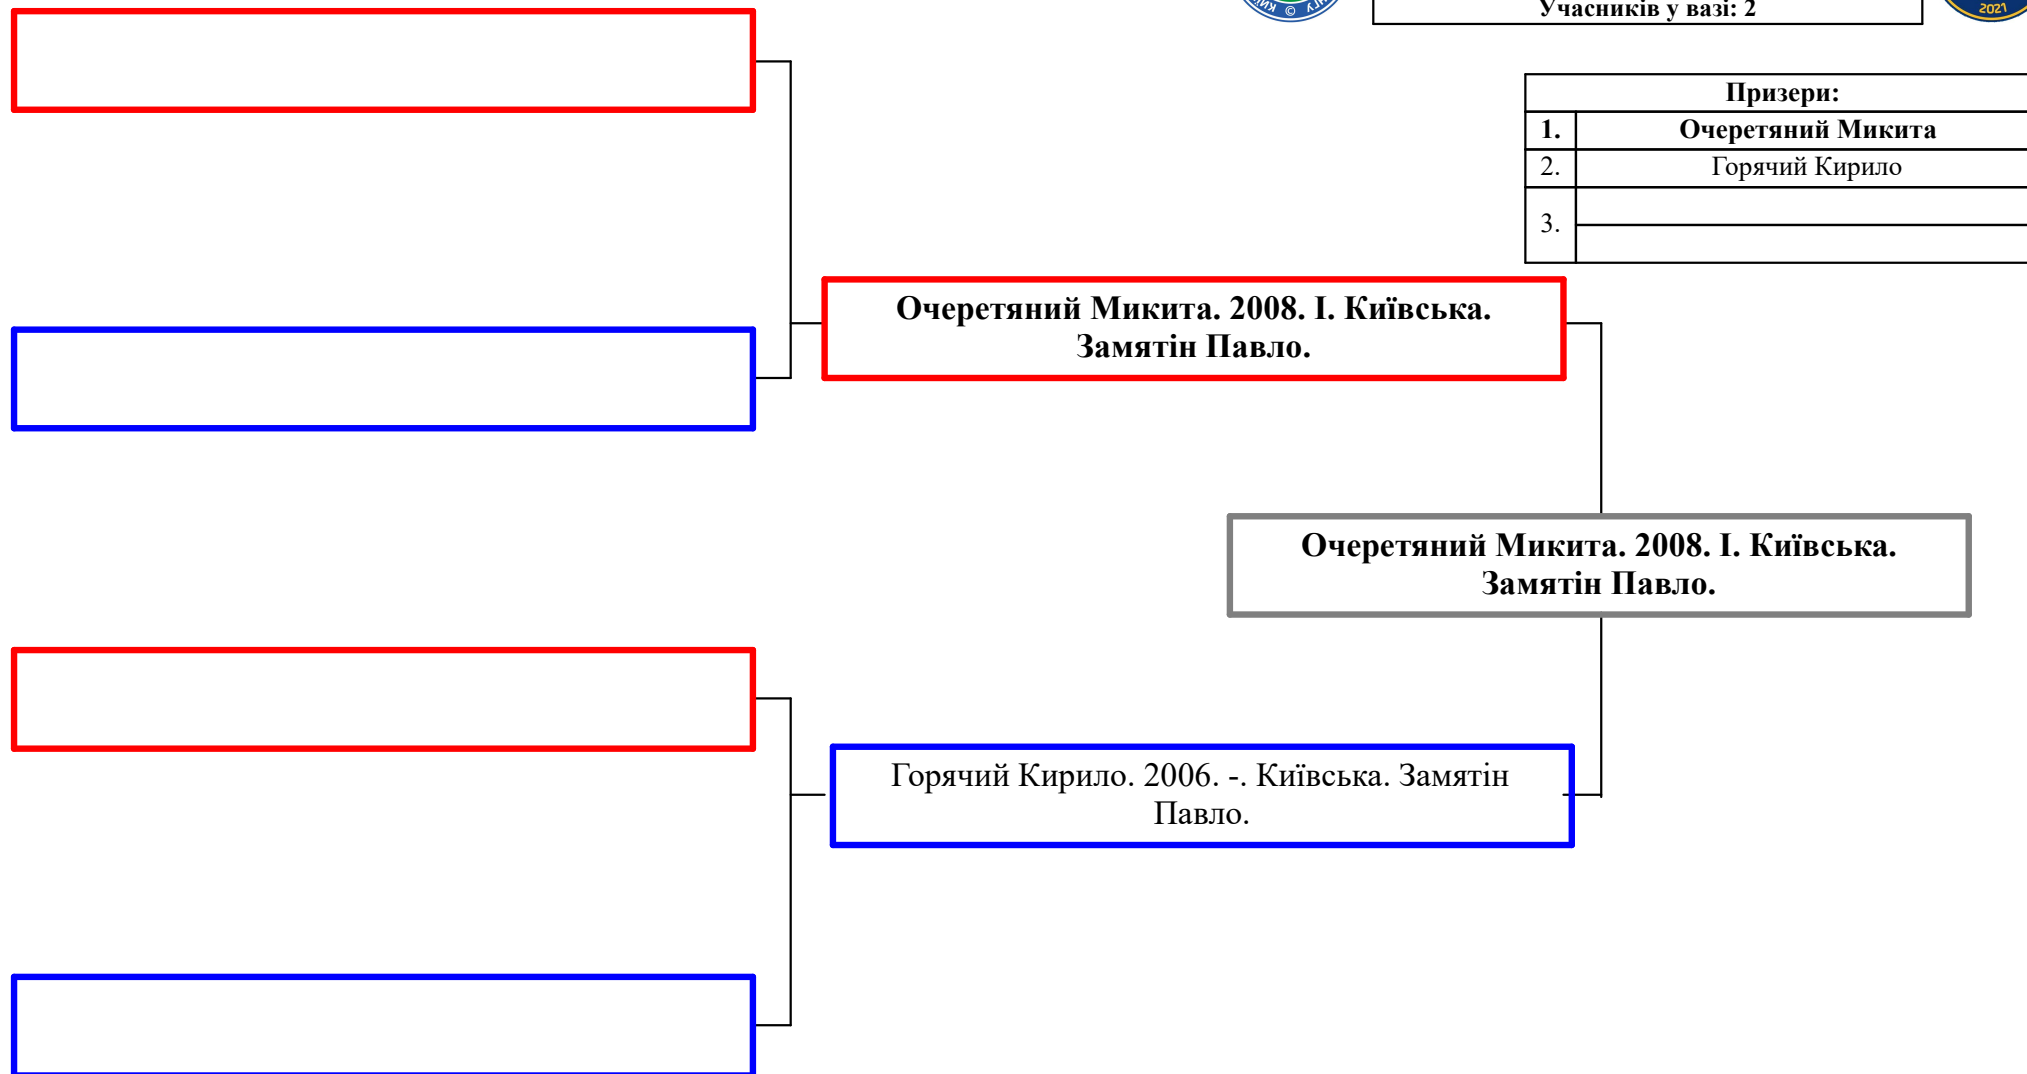 Учасників у вазі: 2
2021
Призери:
1. Очеретяний Микита
2. Горячий Кирило
3.
Очеретяний Микита. 2008. І. Київська.
Замятін Павло.
Очеретяний Микита. 2008. І. Київська.
Замятін Павло.
Горячий Кирило. 2006. -. Київська. Замятін
Павло.